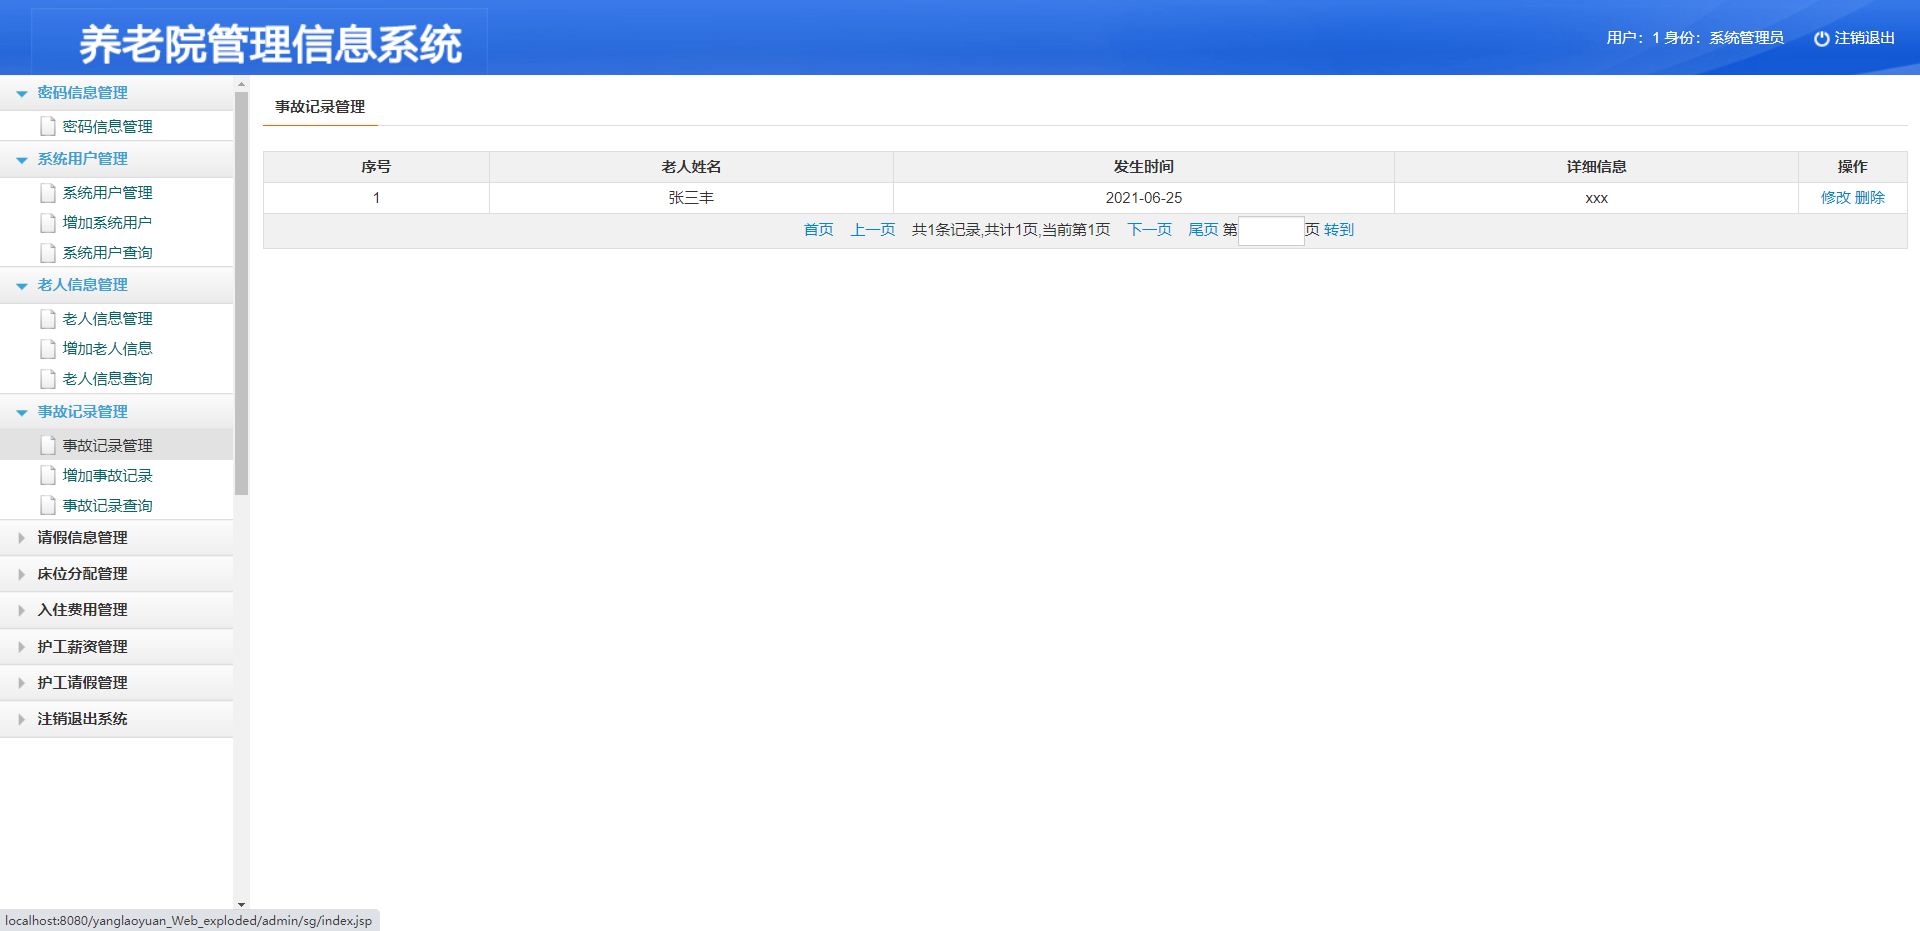 养老院管理信息系统
用户：1 身份：系统管理员 注销退出
密码信息管理
密码信息管理
系统用户管理
系统用户管理
增加系统用户
系统用户查询
老人信息管理
老人信息管理
增加老人信息
老人信息查询
事故记录管理
事故记录管理
增加事故记录
事故记录查询
请假信息管理
床位分配管理
入住费用管理
护工薪资管理
护工请假管理
注销退出系统
事故记录管理
序号 老人姓名 发生时间 详细信息 操作
1 张三丰 2021-06-25 xxx 修改 删除
首页 上一页 共1条记录,共计1页,当前第1页 下一页 尾页 第 页 转到
localhost:8080/yanglaoyuan_Web_exploded/admin/sg/index.jsp